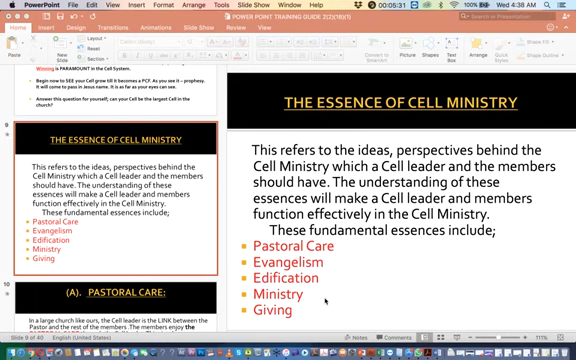 PowerPoint File Edit View Insert Format Arrange Tools Slide Show Window Help
00:05:31
100%
Wed 4:38 AM
POWER POINT TRAINING GUIDE 2(2)(18)(1)
Search in Presentation
Home Insert Design Transitions Animations Slide Show Review View
Share
Paste
New Slide
Layout
Reset
Section
Convert to SmartArt
Picture
Shapes
Text Box
Arrange
Quick Styles
Shape Fill
Shape Outline
Winning is PARAMOUNT in the Cell System.
Begin now to SEE your Cell grow till it becomes a PCF. As you see it – prophesy.
It will come to pass in Jesus name. It is as far as your eyes can see.
Answer this question for yourself; can your Cell be the largest Cell in the
church?
9
THE ESSENCE OF CELL MINISTRY
This refers to the ideas, perspectives behind the
Cell Ministry which a Cell leader and the members
should have. The understanding of these
essences will make a Cell leader and members
function effectively in the Cell Ministry.
These fundamental essences include;
Pastoral Care
Evangelism
Edification
Ministry
Giving
10
(A). PASTORAL CARE:
In a large church like ours, the Cell leader is the LINK between the
Pastor and the rest of the members .The members enjoy the
THE ESSENCE OF CELL MINISTRY
This refers to the ideas, perspectives behind the
Cell Ministry which a Cell leader and the members
should have. The understanding of these
essences will make a Cell leader and members
function effectively in the Cell Ministry.
These fundamental essences include;
Pastoral Care
Evangelism
Edification
Ministry
Giving
Slide 9 of 40
Notes
Comments
111%